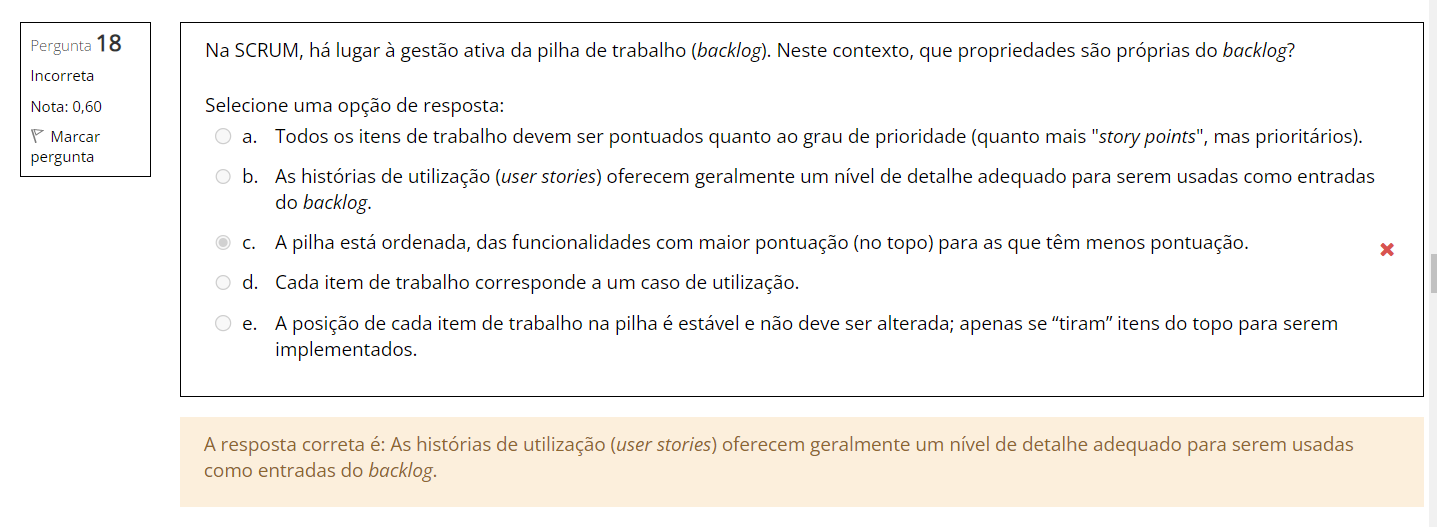 Pergunta 18
Incorreta
Nota: 0,60
Marcar
pergunta
Na SCRUM, há lugar à gestão ativa da pilha de trabalho (backlog). Neste contexto, que propriedades são próprias do backlog?
Selecione uma opção de resposta:
a. Todos os itens de trabalho devem ser pontuados quanto ao grau de prioridade (quanto mais "story points", mas prioritários).
b. As histórias de utilização (user stories) oferecem geralmente um nível de detalhe adequado para serem usadas como entradas
do backlog.
c. A pilha está ordenada, das funcionalidades com maior pontuação (no topo) para as que têm menos pontuação.
d. Cada item de trabalho corresponde a um caso de utilização.
e. A posição de cada item de trabalho na pilha é estável e não deve ser alterada; apenas se “tiram” itens do topo para serem
implementados.
A resposta correta é: As histórias de utilização (user stories) oferecem geralmente um nível de detalhe adequado para serem usadas
como entradas do backlog.